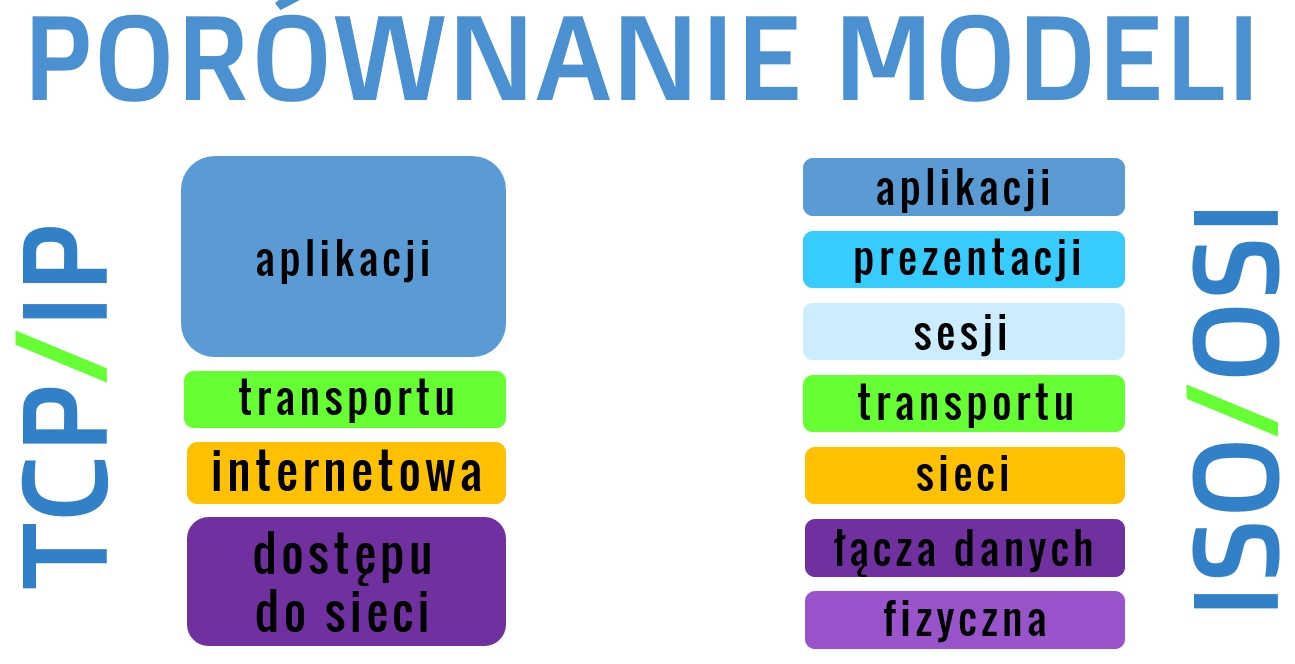 PORÓWNANIE MODELI
TCP/IP
aplikacji
transportu
internetowa
dostępu
do sieci
aplikacji
prezentacji
sesji
transportu
sieci
łącza danych
fizyczna
ISO/OSI